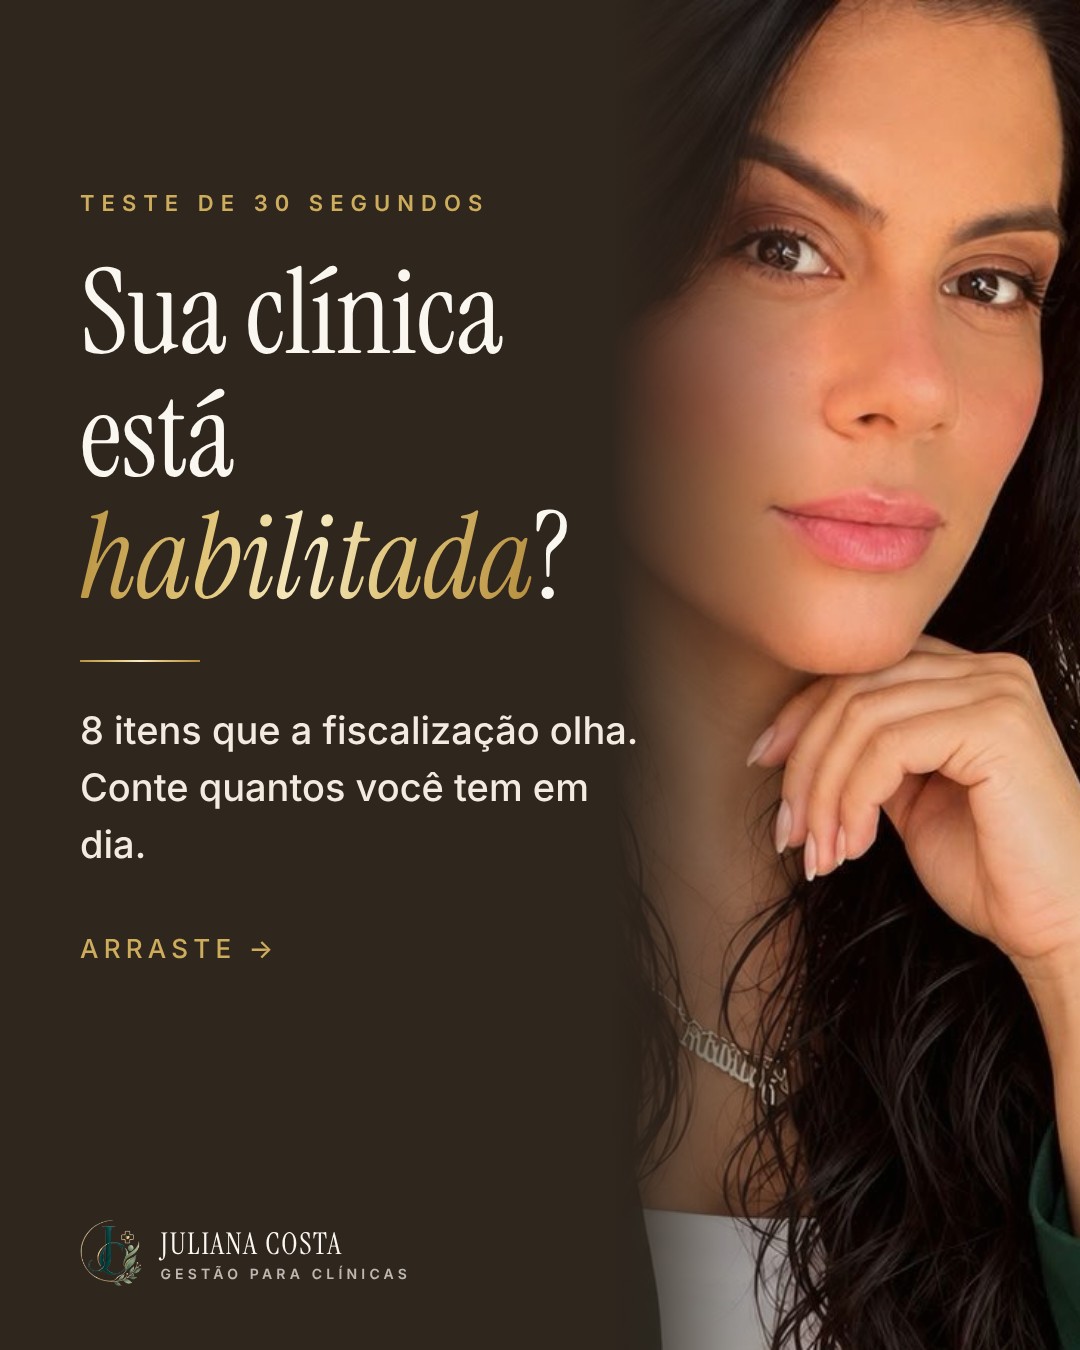 TESTE DE 30 SEGUNDOS
Sua clínica
está
habilitada?
8 itens que a fiscalização olha.
Conte quantos você tem em
dia.
ARRASTE →
JULIANA COSTA
GESTÃO PARA CLÍNICAS